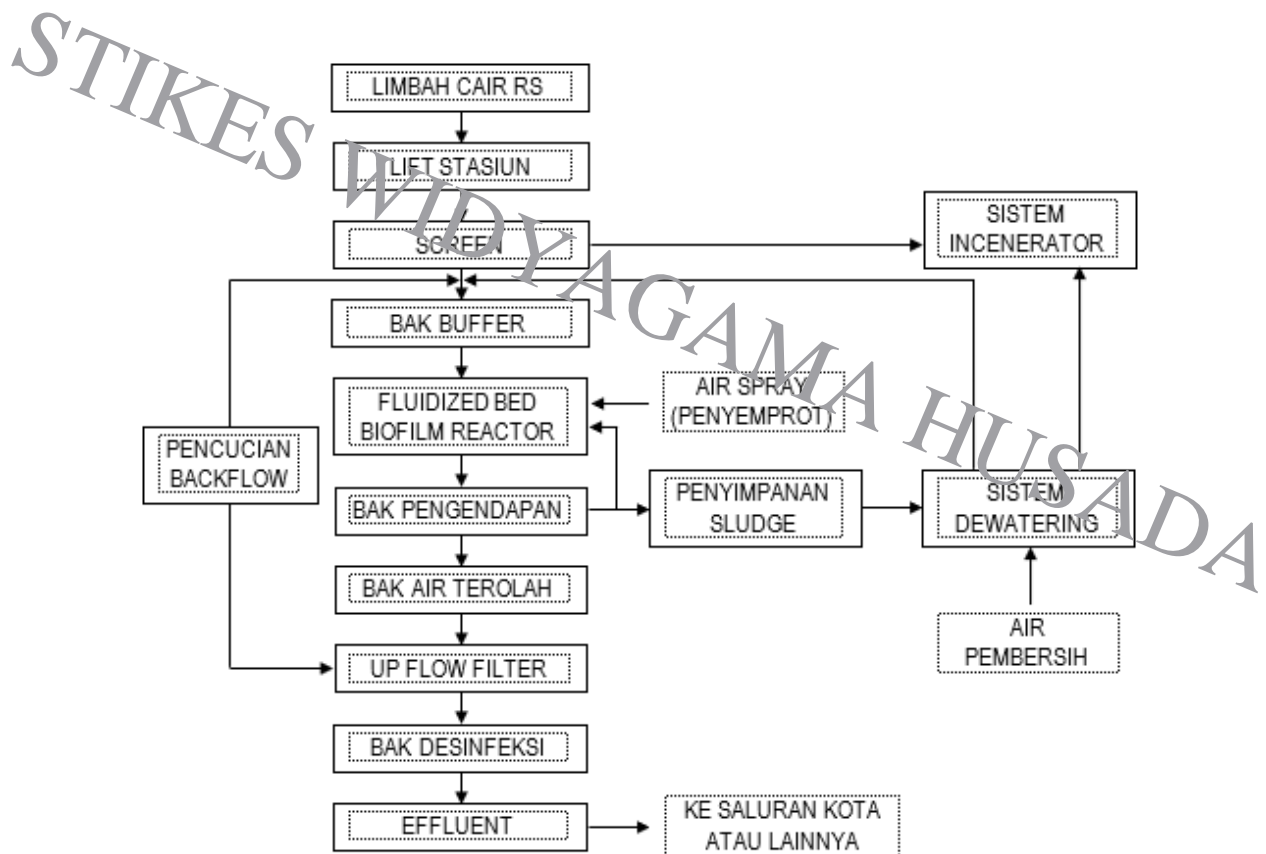 STIKES WIDYAGAMA HUSADA
LIMBAH CAIR RS
LIFT STASIUN
SCREEN
SISTEM
INCENERATOR
BAK BUFFER
FLUIDIZED BED
BIOFILM REACTOR
AIR SPRAY
(PENYEMPROT)
PENCUCIAN
BACKFLOW
BAK PENGENDAPAN
PENYIMPANAN
SLUDGE
SISTEM
DEWATERING
BAK AIR TEROLAH
AIR
PEMBERSIH
UP FLOW FILTER
BAK DESINFEKSI
EFFLUENT
KE SALURAN KOTA
ATAU LAINNYA